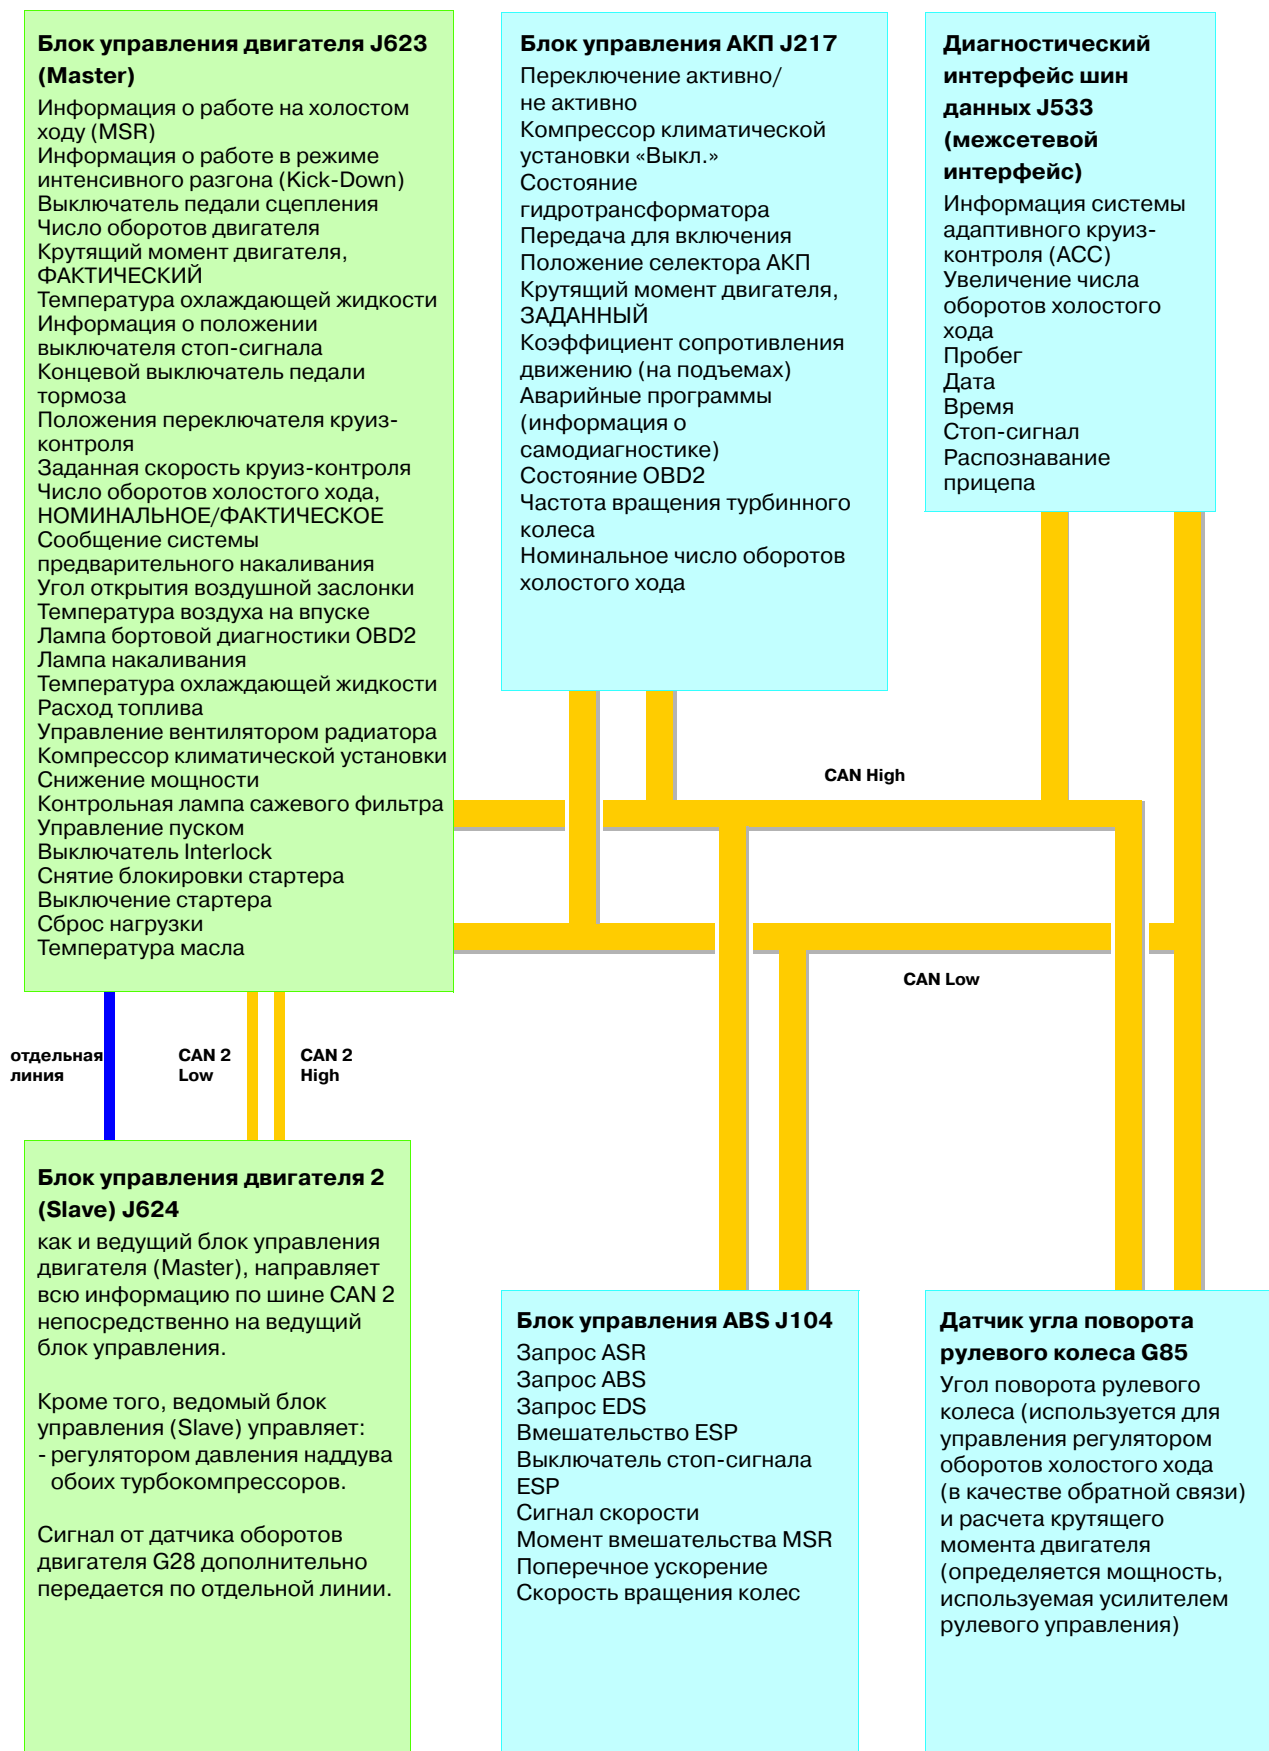 Блок управления двигателя J623
(Master)
Информация о работе на холостом
ходу (MSR)
Информация о работе в режиме
интенсивного разгона (Kick-Down)
Выключатель педали сцепления
Число оборотов двигателя
Крутящий момент двигателя,
ФАКТИЧЕСКИЙ
Температура охлаждающей жидкости
Информация о положении
выключателя стоп-сигнала
Концевой выключатель педали
тормоза
Положения переключателя круиз-
контроля
Заданная скорость круиз-контроля
Число оборотов холостого хода,
НОМИНАЛЬНОЕ/ФАКТИЧЕСКОЕ
Сообщение системы
предварительного накаливания
Угол открытия воздушной заслонки
Температура воздуха на впуске
Лампа бортовой диагностики OBD2
Лампа накаливания
Температура охлаждающей жидкости
Расход топлива
Управление вентилятором радиатора
Компрессор климатической установки
Снижение мощности
Контрольная лампа сажевого фильтра
Управление пуском
Выключатель Interlock
Снятие блокировки стартера
Выключение стартера
Сброс нагрузки
Температура масла
Блок управления АКП J217
Переключение активно/
не активно
Компрессор климатической
установки «Выкл.»
Состояние
гидротрансформатора
Передача для включения
Положение селектора АКП
Крутящий момент двигателя,
ЗАДАННЫЙ
Коэффициент сопротивления
движению (на подъемах)
Аварийные программы
(информация о
самодиагностике)
Состояние OBD2
Частота вращения турбинного
колеса
Номинальное число оборотов
холостого хода
Диагностический
интерфейс шин
данных J533
(межсетевой
интерфейс)
Информация системы
адаптивного круиз-
контроля (ACC)
Увеличение числа
оборотов холостого
хода
Пробег
Дата
Время
Стоп-сигнал
Распознавание
прицепа
CAN High
CAN Low
отдельная
линия
CAN 2
Low
CAN 2
High
Блок управления двигателя 2
(Slave) J624
как и ведущий блок управления
двигателя (Master), направляет
всю информацию по шине CAN 2
непосредственно на ведущий
блок управления.
Кроме того, ведомый блок
управления (Slave) управляет:
- регулятором давления наддува
обоих турбокомпрессоров.
Сигнал от датчика оборотов
двигателя G28 дополнительно
передается по отдельной линии.
Блок управления ABS J104
Запрос ASR
Запрос ABS
Запрос EDS
Вмешательство ESP
Выключатель стоп-сигнала
ESP
Сигнал скорости
Момент вмешательства MSR
Поперечное ускорение
Скорость вращения колес
Датчик угла поворота
рулевого колеса G85
Угол поворота рулевого
колеса (используется для
управления регулятором
оборотов холостого хода
(в качестве обратной связи)
и расчета крутящего
момента двигателя
(определяется мощность,
используемая усилителем
рулевого управления)